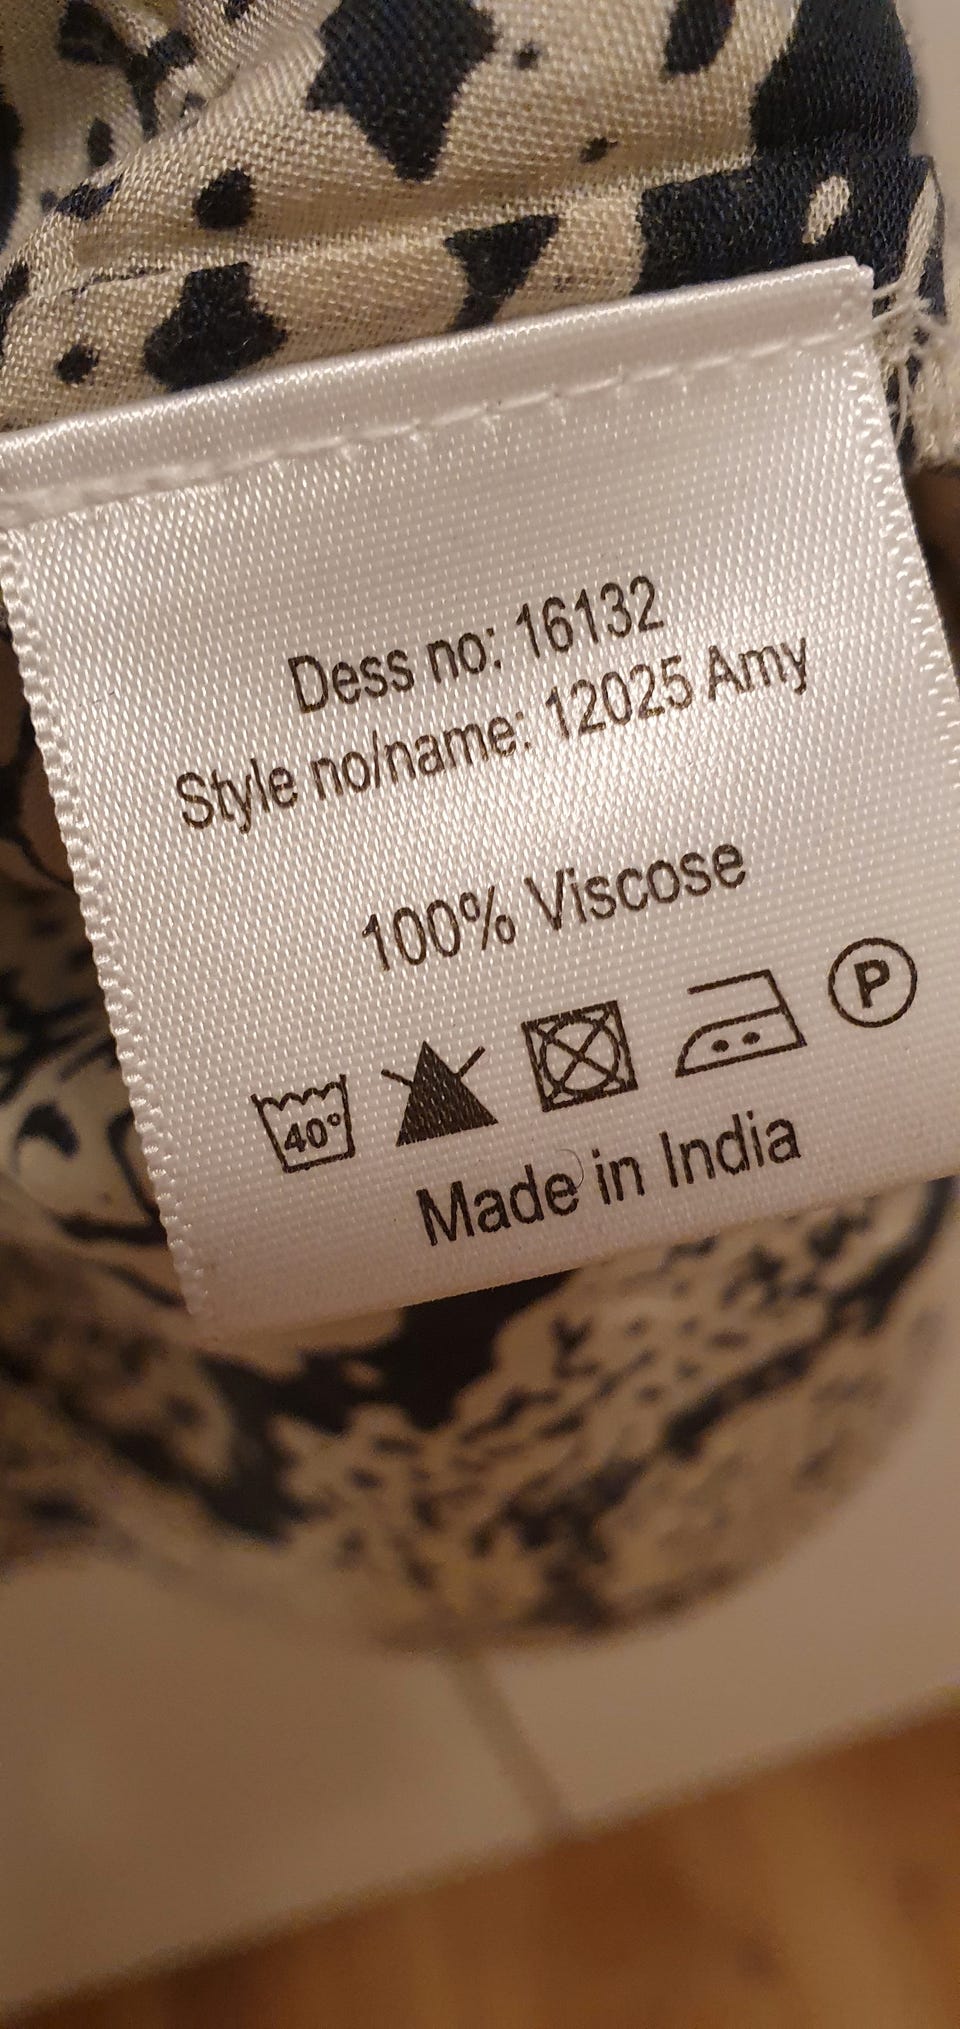 Dess no: 16132
Style no/name: 12025 Amy
100% Viscose
40° P
Made in India